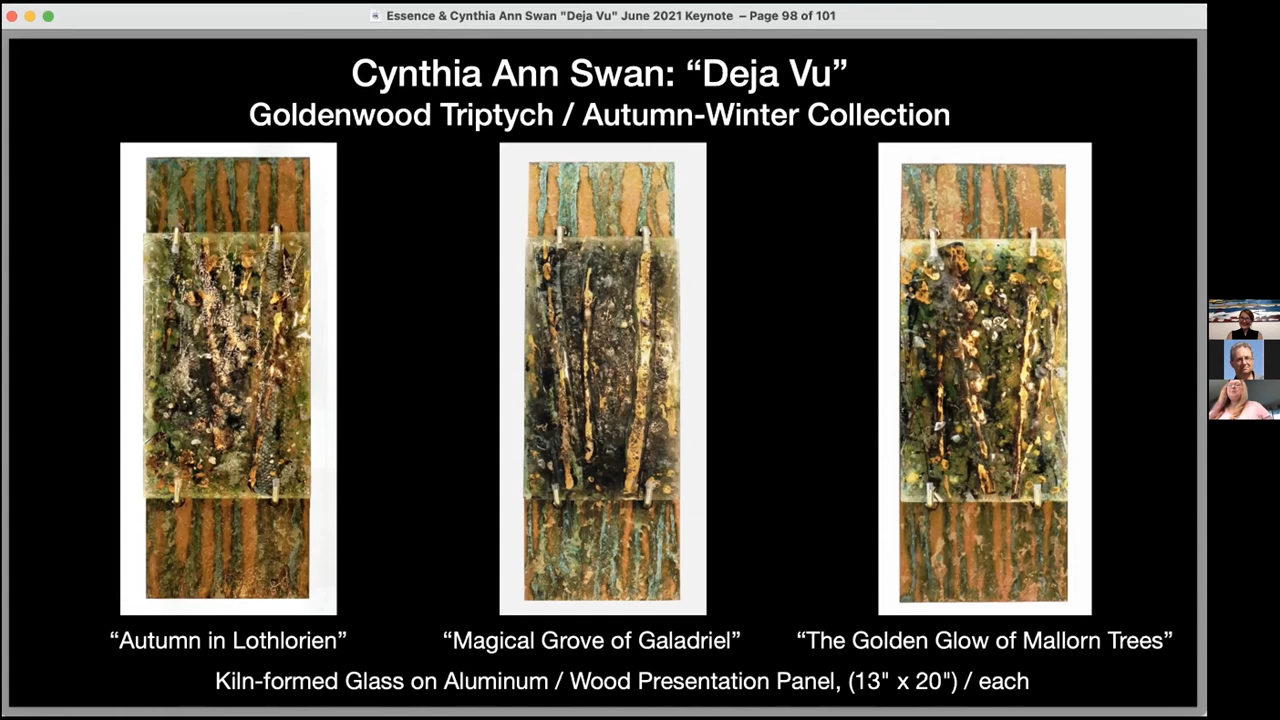 Essence & Cynthia Ann Swan "Deja Vu" June 2021 Keynote – Page 98 of 101
Cynthia Ann Swan: “Deja Vu”
Goldenwood Triptych / Autumn-Winter Collection
“Autumn in Lothlorien”
“Magical Grove of Galadriel”
“The Golden Glow of Mallorn Trees”
Kiln-formed Glass on Aluminum / Wood Presentation Panel, (13" x 20") / each